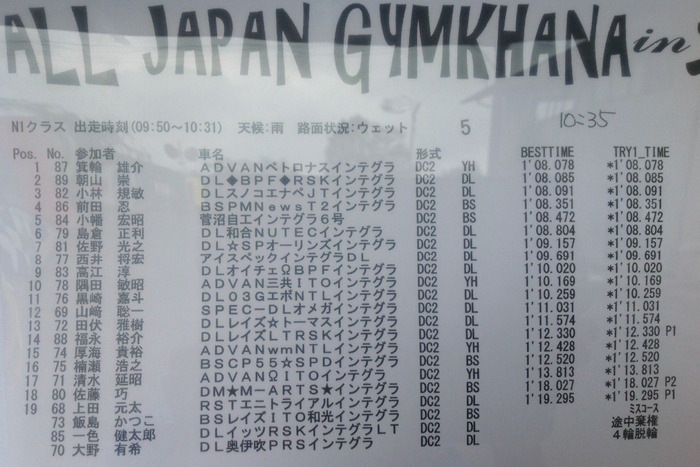 ALL JAPAN GYMKHANA in
N1クラス 出走時刻(09:50～10:31) 天候:雨 路面状況:ウェット 5 10:35
Pos. No. 参加者 車名 形式 BESTTIME TRY1_TIME
1 87 箕輪 雄介 ADVANペトロナスインテグラ DC2 YH 1'08.078 *1'08.078
2 89 朝山 崇 DL◆BPF◆RSKインテグラ DC2 DL 1'08.085 *1'08.085
3 82 小林 規敏 DLスノコエナペJTインテグラ DC2 DL 1'08.091 *1'08.091
4 86 前田 忍 BSPMNewsT2インテグラ DC2 BS 1'08.351 *1'08.351
5 84 小幡 宏昭 菅沼自工インテグラ6号 DC2 BS 1'08.472 *1'08.472
6 79 島倉 正利 DL和合NUTECインテグラ DC2 DL 1'08.804 *1'08.804
7 81 佐野 光之 DL☆SPオーリンズインテグラ DC2 DL 1'09.157 *1'09.157
8 77 西井 将宏 アイスペックインテグラDL DC2 DL 1'09.691 *1'09.691
9 83 高江 淳 DLオイチェΩBPFインテグラ DC2 DL 1'10.020 *1'10.020
10 78 隅田 敏昭 ADVAN三共ITOインテグラ DC2 YH 1'10.169 *1'10.169
11 76 黒崎 嘉斗 DL03GエポNTLインテグラ DC2 DL 1'10.259 *1'10.259
12 69 山崎 聡一 SPEC-DLオメガインテグラ DC2 DL 1'11.031 *1'11.031
13 72 田伏 雅樹 DLレイズ☆トーマスインテグラ DC2 DL 1'11.574 *1'11.574
14 88 福永 裕介 DLレイズLTRSKインテグラ DC2 DL 1'12.330 *1'12.330 P1
15 74 厚海 貴裕 ADVANwmNTLインテグラ DC2 YH 1'12.428 *1'12.428
16 75 楠瀬 浩之 BSCP55☆SPDインテグラ DC2 BS 1'12.520 *1'12.520
17 71 清水 延昭 ADVANΩITOインテグラ DC2 YH 1'13.813 *1'13.813
18 80 佐藤 巧 DM★M-ARTS★インテグラ DC2 BS 1'18.027 *1'18.027 P2
19 68 上田 元太 RSTエニトライアルインテグラ DC2 DL 1'19.295 *1'19.295 P1
73 飯島 かつこ BSレイズITO和光インテグラ DC2 BS ミスコース
85 一色 健太郎 DLイッツRSKインテグラLT DC2 DL 途中棄権
70 大野 有希 DL奥伊吹PRSインテグラ DC2 DL 4輪脱輪